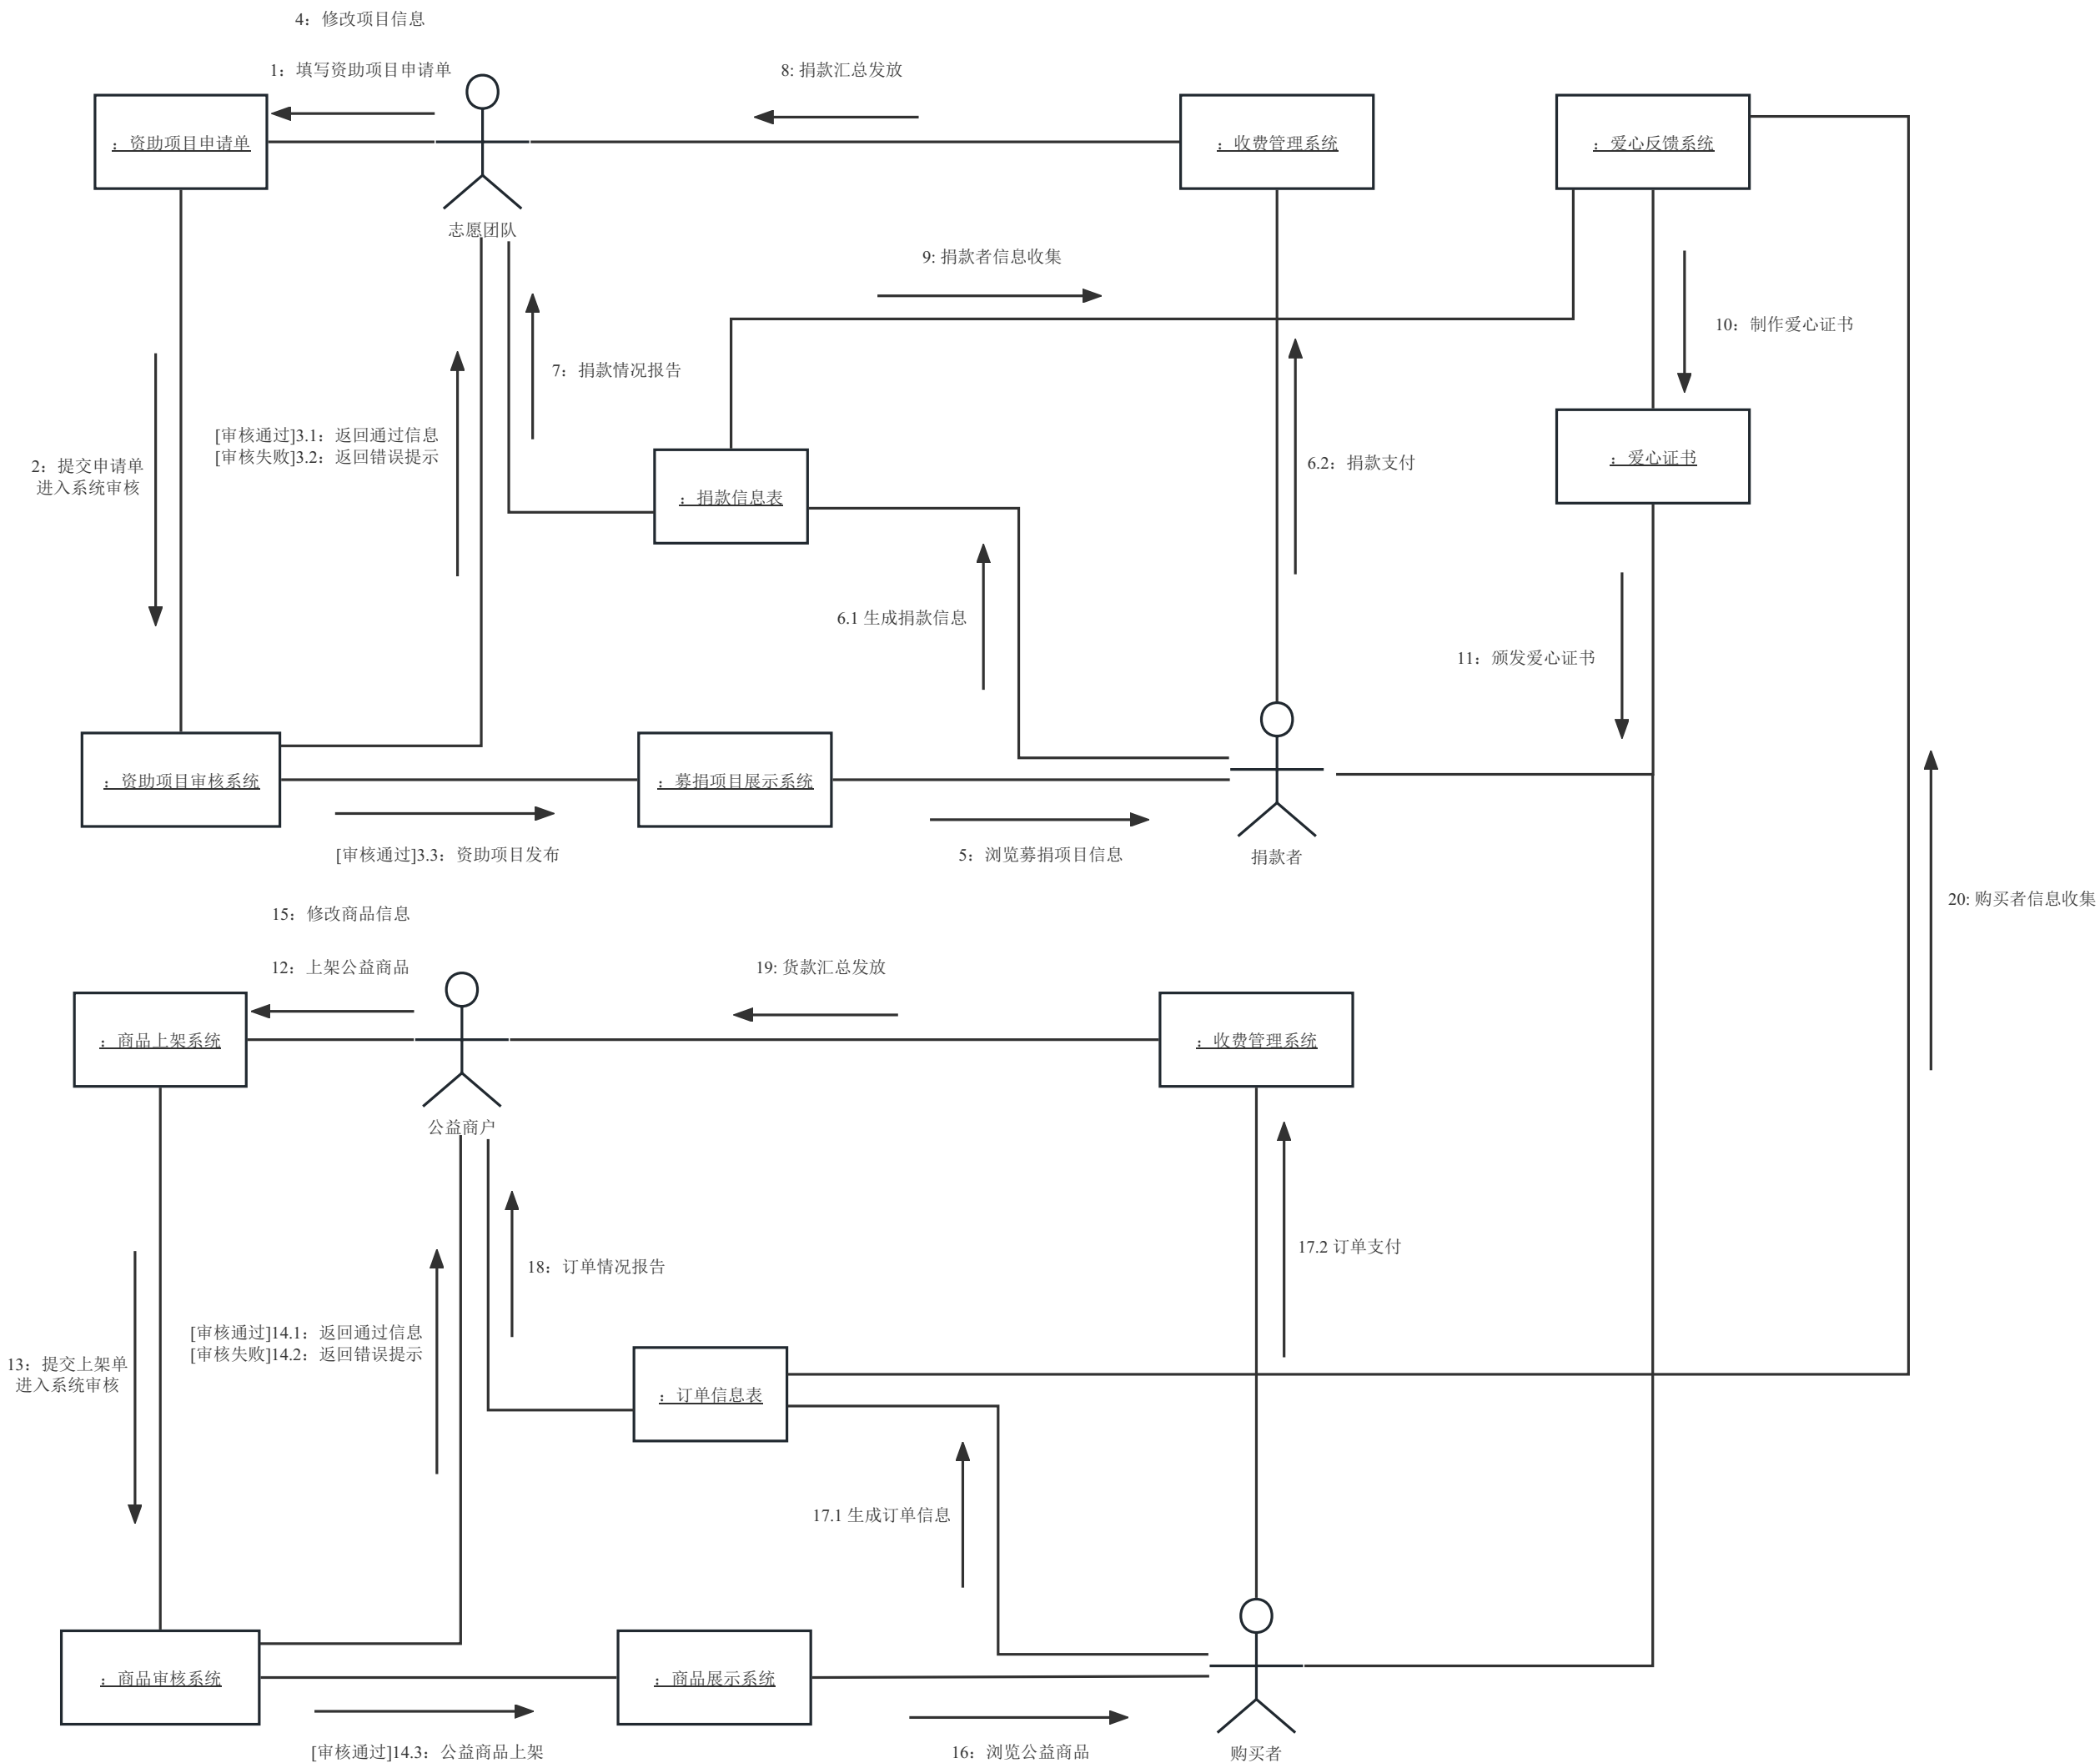 4：修改项目信息
1：填写资助项目申请单
8: 捐款汇总发放
：资助项目申请单
：收费管理系统
：爱心反馈系统
志愿团队
9: 捐款者信息收集
10：制作爱心证书
7：捐款情况报告
[审核通过]3.1：返回通过信息
[审核失败]3.2：返回错误提示
2：提交申请单
进入系统审核
6.2：捐款支付
：爱心证书
：捐款信息表
6.1 生成捐款信息
11：颁发爱心证书
：资助项目审核系统
：募捐项目展示系统
[审核通过]3.3：资助项目发布
5：浏览募捐项目信息
捐款者
20: 购买者信息收集
15：修改商品信息
12：上架公益商品
19: 货款汇总发放
：商品上架系统
：收费管理系统
公益商户
17.2 订单支付
18：订单情况报告
[审核通过]14.1：返回通过信息
[审核失败]14.2：返回错误提示
13：提交上架单
进入系统审核
：订单信息表
17.1 生成订单信息
：商品审核系统
：商品展示系统
[审核通过]14.3：公益商品上架
16：浏览公益商品
购买者